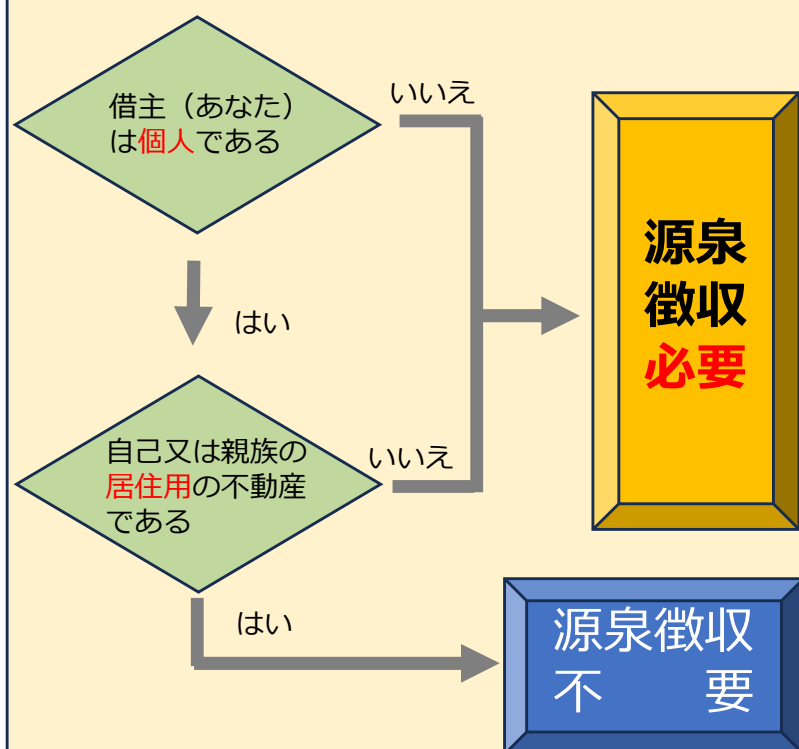 借主（あなた）
は個人である
いいえ
はい
源泉
徴収
必要
自己又は親族の
居住用の不動産
である
いいえ
はい
源泉徴収
不　　要